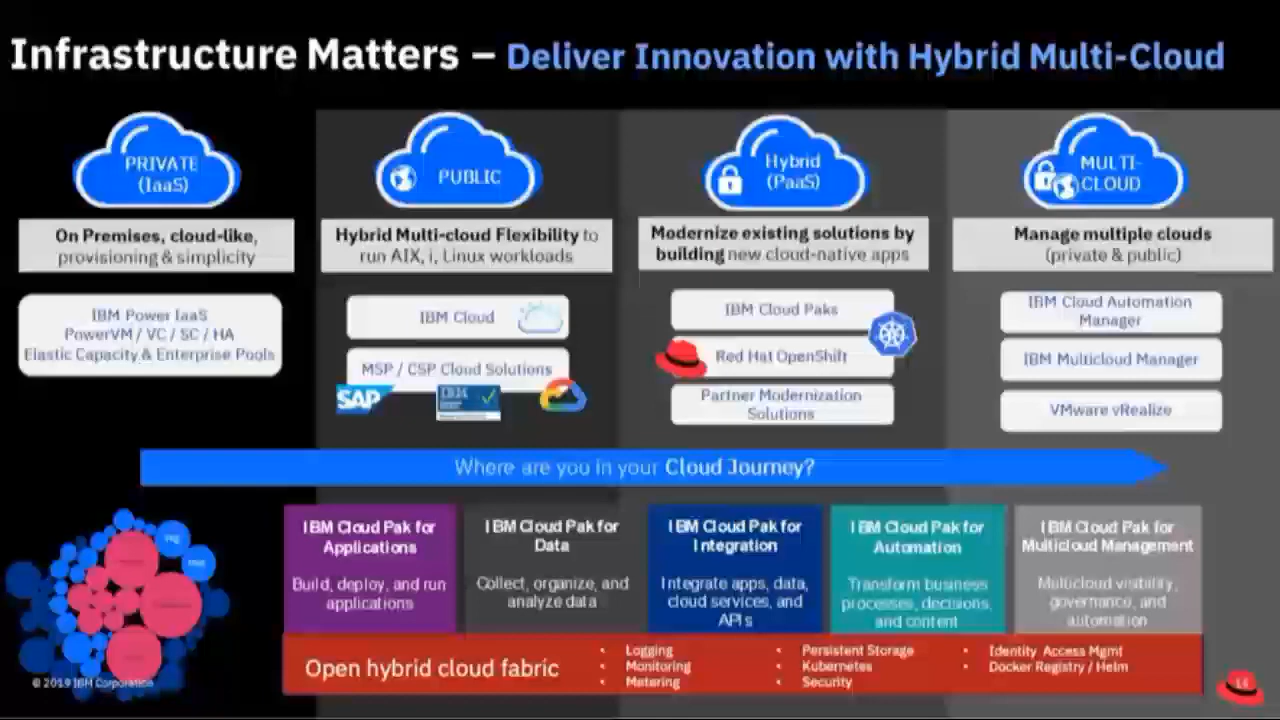 Infrastructure Matters – Deliver Innovation with Hybrid Multi-Cloud
PRIVATE
(IaaS)
On Premises, cloud-like,
provisioning & simplicity
IBM Power IaaS
PowerVM / VC / SC / HA
Elastic Capacity & Enterprise Pools
PUBLIC
Hybrid Multi-cloud Flexibility to
run AIX, i, Linux workloads
IBM Cloud
MSP / CSP Cloud Solutions
SAP
IBM
Hybrid
(PaaS)
Modernize existing solutions by
building new cloud-native apps
IBM Cloud Paks
Red Hat OpenShift
Partner Modernization
Solutions
MULTI-
CLOUD
Manage multiple clouds
(private & public)
IBM Cloud Automation
Manager
IBM Multicloud Manager
VMware vRealize
Where are you in your Cloud Journey?
IBM Cloud Pak for
Applications
Build, deploy, and run
applications
IBM Cloud Pak for
Data
Collect, organize, and
analyze data
IBM Cloud Pak for
Integration
Integrate apps, data,
cloud services, and
APIs
IBM Cloud Pak for
Automation
Transform business
processes, decisions,
and content
IBM Cloud Pak for
Multicloud Management
Multicloud visibility,
governance, and
automation
Open hybrid cloud fabric
• Logging
• Monitoring
• Metering
• Persistent Storage
• Kubernetes
• Security
• Identity Access Mgmt
• Docker Registry / Helm
© 2019 IBM Corporation